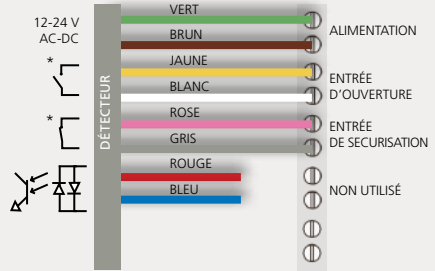 12-24 V
AC-DC
*
*
DÉTECTEUR
VERT
BRUN
JAUNE
BLANC
ROSE
GRIS
ROUGE
BLEU
ALIMENTATION
ENTRÉE
D'OUVERTURE
ENTRÉE
DE SECURISATION
NON UTILISÉ